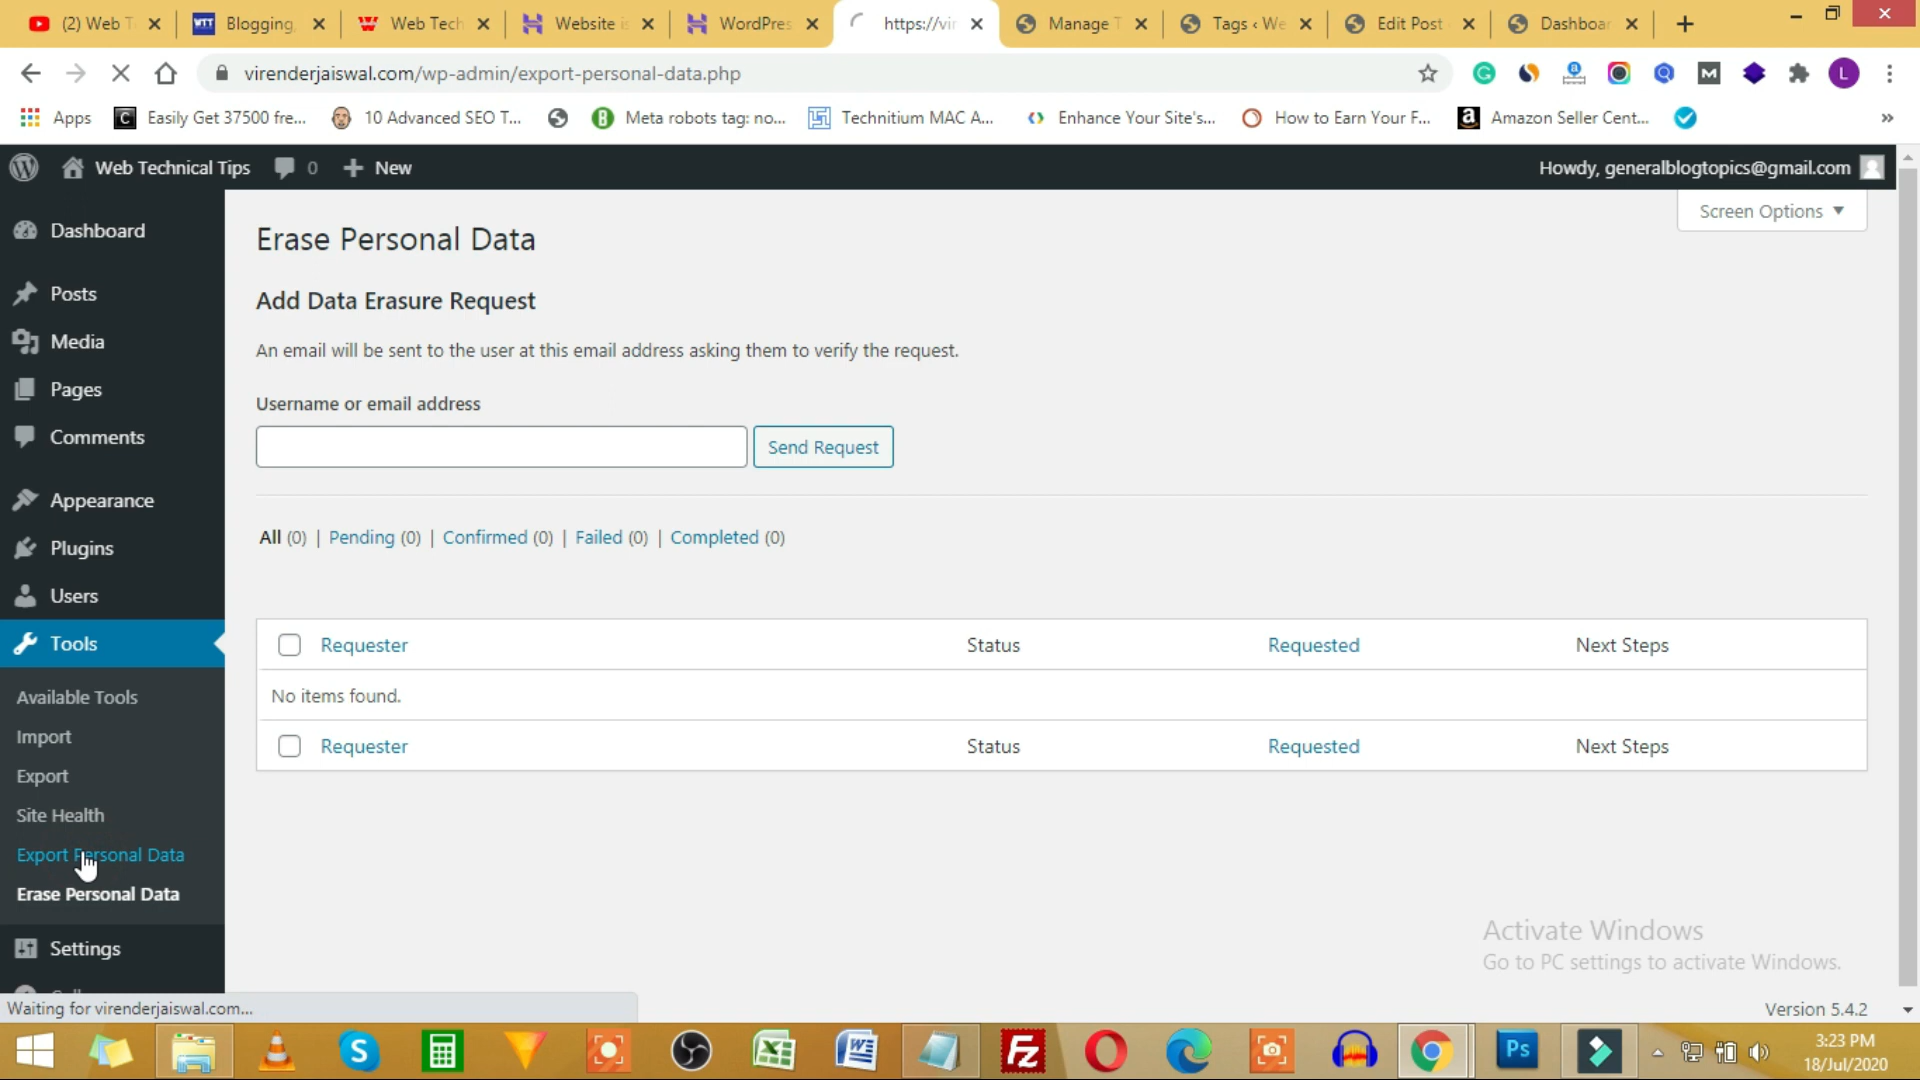 (2) Web T
Blogging,
Web Tech
Website is
WordPres
https://vir
Manage T
Tags ‹ We
Edit Post
Dashboar
virenderjaiswal.com/wp-admin/export-personal-data.php
L
Apps
Easily Get 37500 fre...
10 Advanced SEO T...
Meta robots tag: no...
Technitium MAC A...
Enhance Your Site's...
How to Earn Your F...
Amazon Seller Cent...
Web Technical Tips
0
New
Howdy, generalblogtopics@gmail.com
Screen Options
Dashboard
Posts
Media
Pages
Comments
Appearance
Plugins
Users
Tools
Available Tools
Import
Export
Site Health
Export Personal Data
Erase Personal Data
Settings
Erase Personal Data
Add Data Erasure Request
An email will be sent to the user at this email address asking them to verify the request.
Username or email address
Send Request
All (0) | Pending (0) | Confirmed (0) | Failed (0) | Completed (0)
Requester Status Requested Next Steps
No items found.
Requester Status Requested Next Steps
Activate Windows
Go to PC settings to activate Windows.
Waiting for virenderjaiswal.com...
Version 5.4.2
Ps
3:23 PM
18/Jul/2020